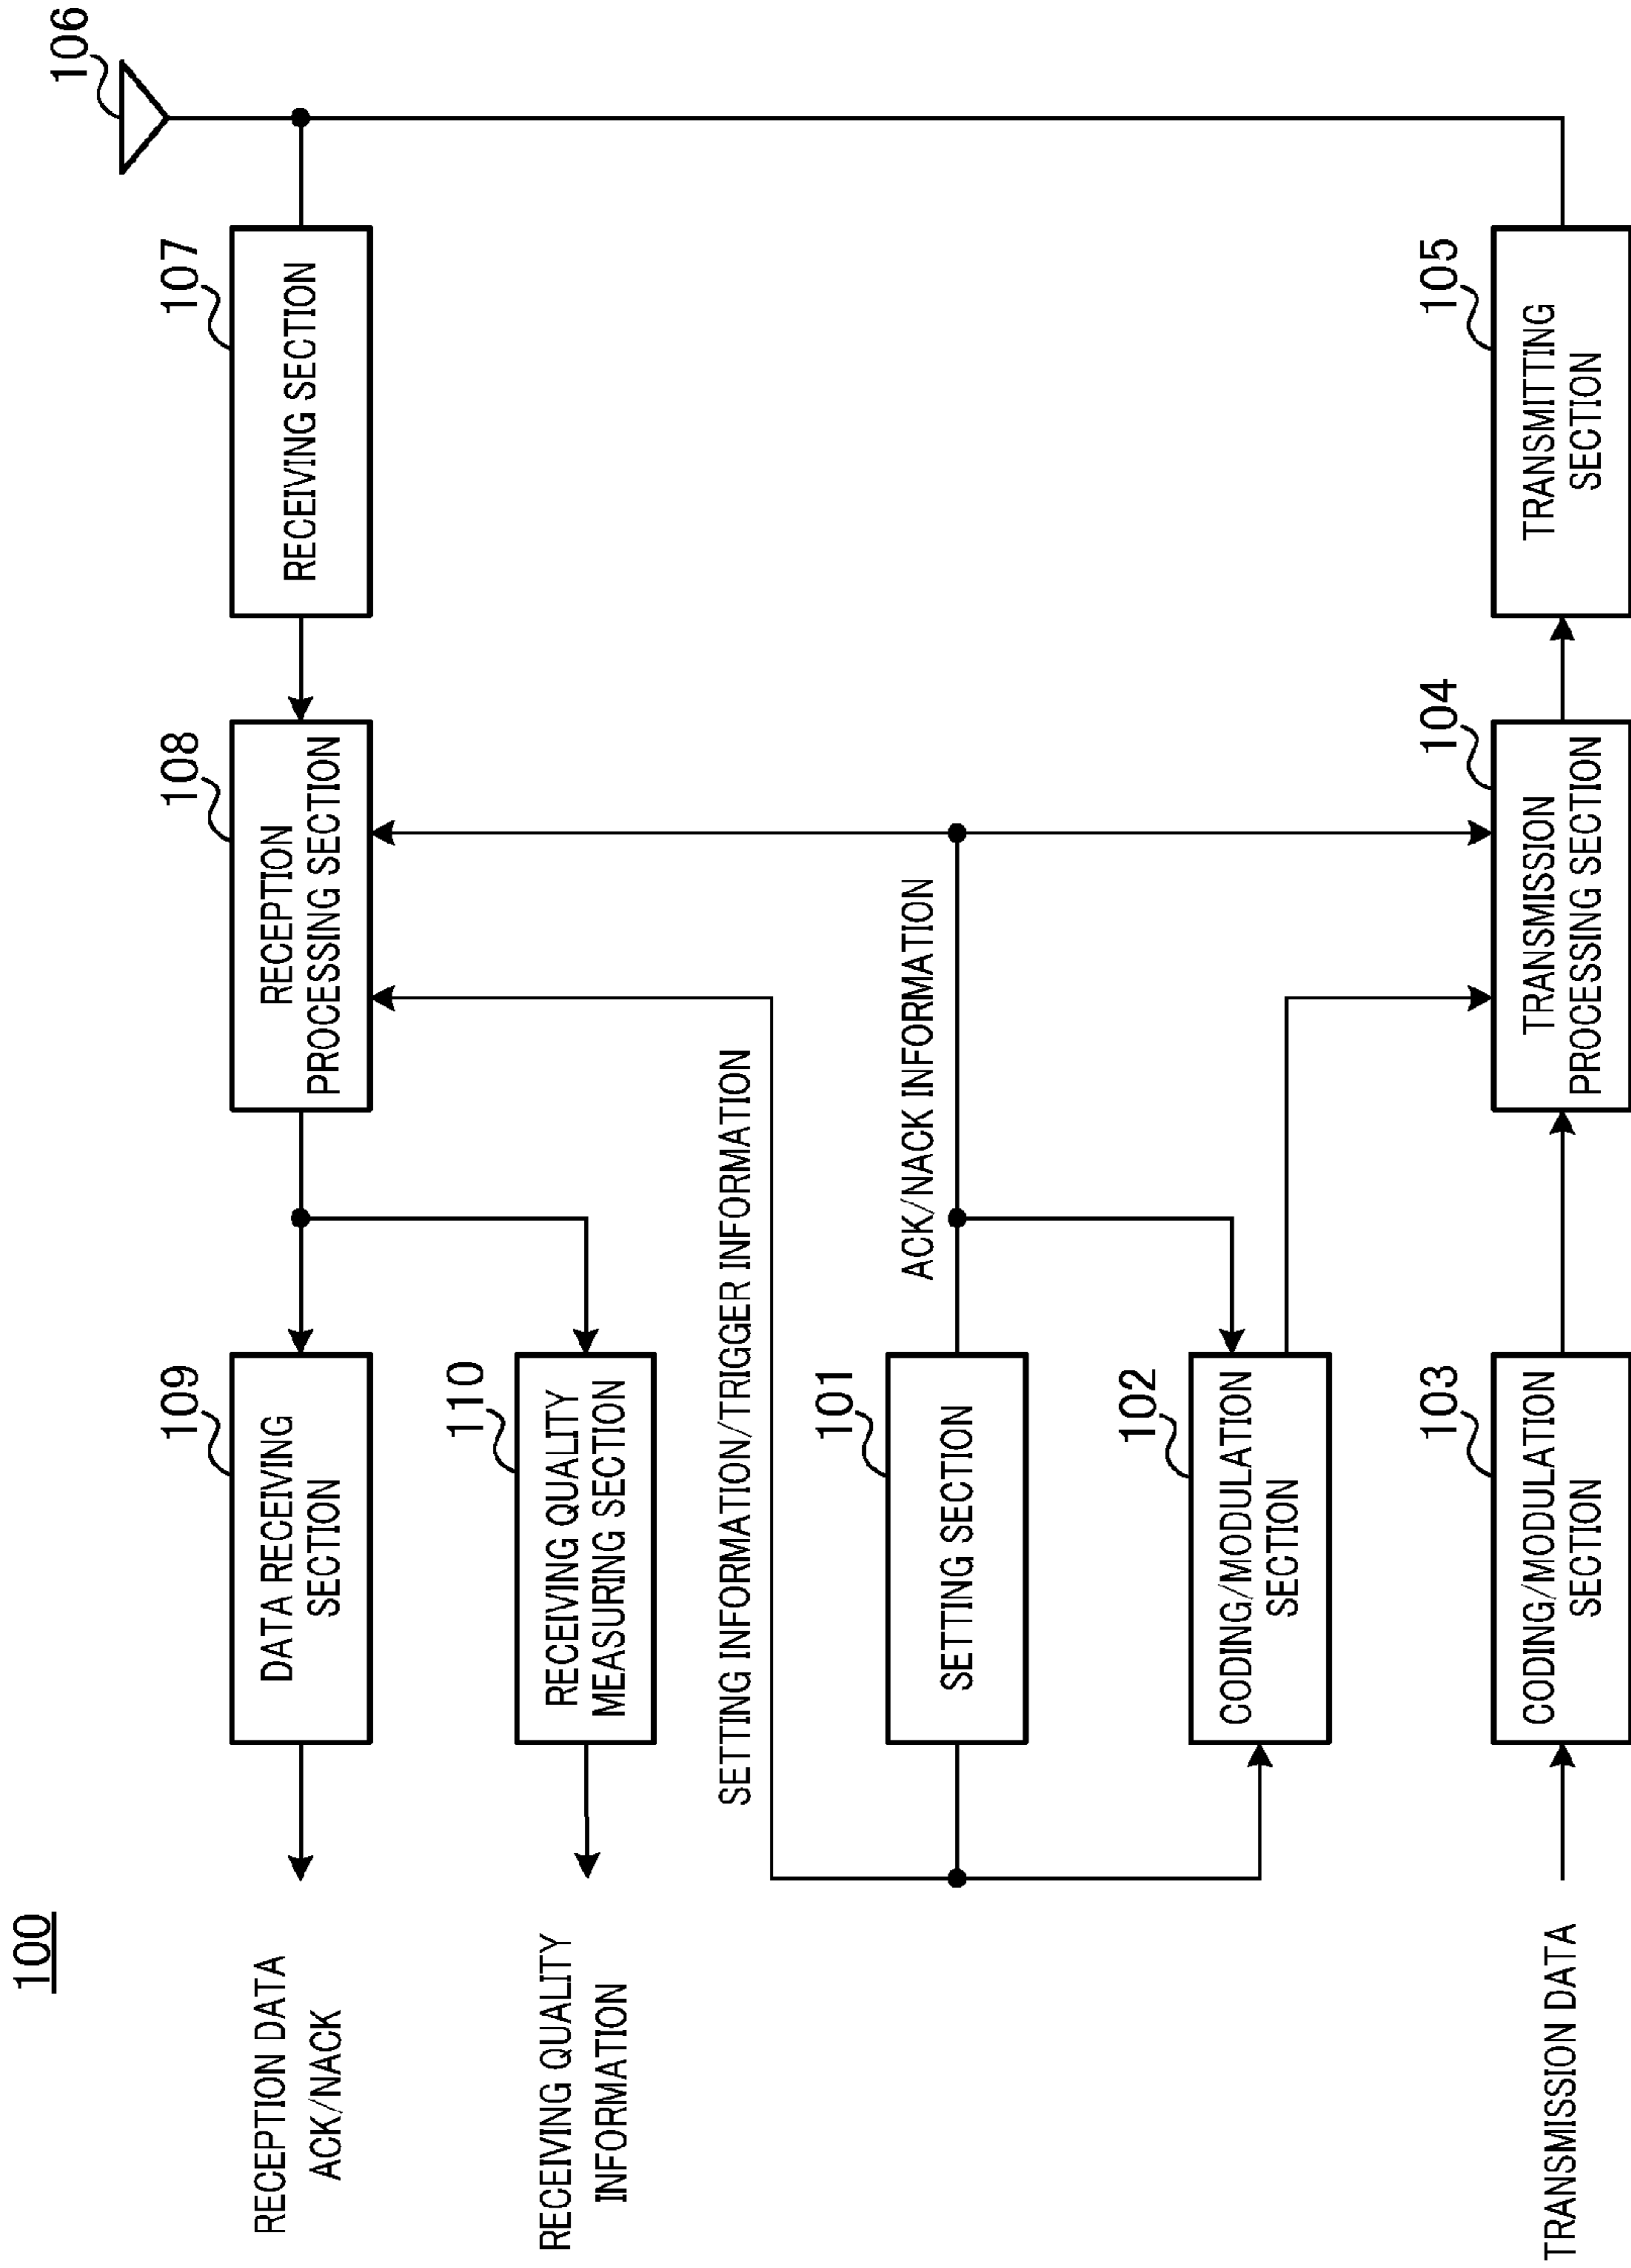 100
106
107
RECEIVING SECTION
108
RECEPTION
PROCESSING SECTION
109
DATA RECEIVING
SECTION
RECEPTION DATA
ACK/NACK
110
RECEIVING QUALITY
MEASURING SECTION
RECEIVING QUALITY
INFORMATION
SETTING INFORMATION/TRIGGER INFORMATION
101
SETTING SECTION
ACK/NACK INFORMATION
102
CODING/MODULATION
SECTION
TRANSMISSION DATA
103
CODING/MODULATION
SECTION
104
TRANSMISSION
PROCESSING SECTION
105
TRANSMITTING
SECTION